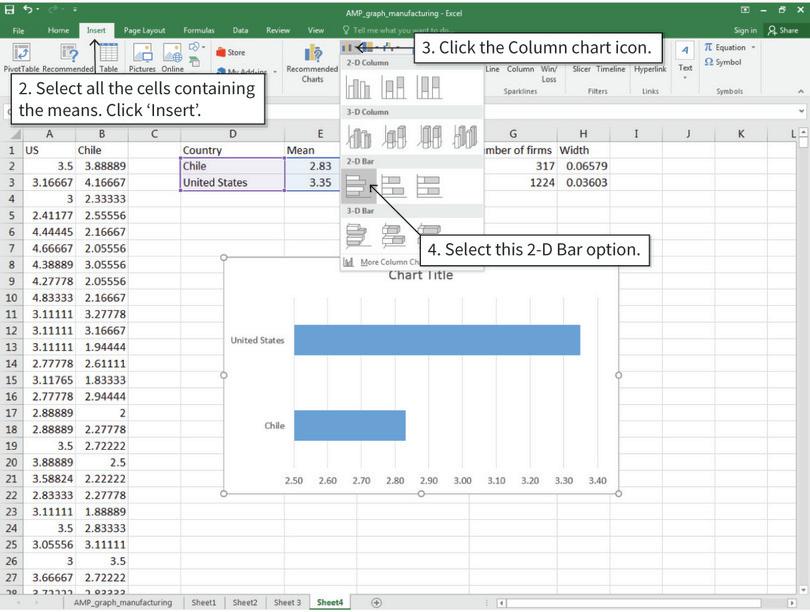 AMP_graph_manufacturing - Excel
File Home Insert Page Layout Formulas Data Review View Tell me what you want to do... Sign in Share
3. Click the Column chart icon.
Store
PivotTable Recommended Table Pictures Online My Add-ins Recommended
Charts
Line Column Win/
Loss
Slicer Timeline Hyperlink Text
Equation
Symbol
Sparklines Filters Links Symbols
2. Select all the cells containing
the means. Click ‘Insert’.
2-D Column
3-D Column
2-D Bar
3-D Bar
More Column
4. Select this 2-D Bar option.
A B C D E G H I J K L
1 US Chile Country Mean of firms Width
2 3.5 3.88889 Chile 2.83 317 0.06579
3 3.16667 4.16667 United States 3.35 1224 0.03603
4 3 2.33333
5 2.41177 2.55556
6 4.44445 2.16667
7 4.66667 2.05556
8 4.38889 3.05556
9 4.27778 2.05556
10 4.83333 2.16667
11 3.11111 3.27778
12 3.11111 3.16667
13 3.11111 1.94444
14 2.77778 2.61111
15 3.11765 1.83333
16 2.77778 2.94444
17 2.88889 2
18 2.88889 2.27778
19 3.5 2.72222
20 3.88889 2.5
21 3.58824 2.22222
22 2.83333 2.27778
23 3.11111 1.88889
24 3.5 2.83333
25 3.05556 3.11111
26 3 3.5
27 3.66667 2.72222
28 3.72222 2.83333
Chart Title
United States
Chile
2.50 2.60 2.70 2.80 2.90 3.00 3.10 3.20 3.30 3.40
AMP_graph_manufacturing Sheet1 Sheet2 Sheet 3 Sheet4